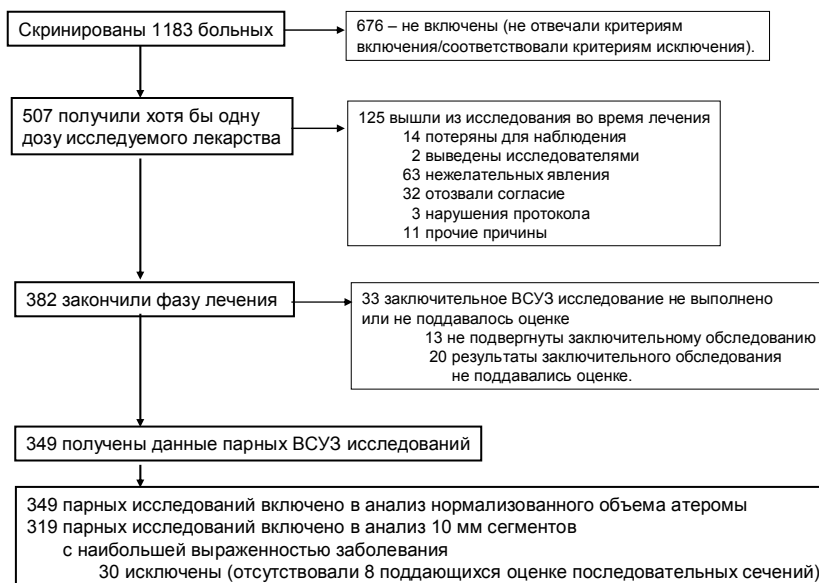 Скринированы 1183 больных
676 – не включены (не отвечали критериям
включения/соответствовали критериям исключения).
507 получили хотя бы одну
дозу исследуемого лекарства
125 вышли из исследования во время лечения
14 потеряны для наблюдения
2 выведены исследователями
63 нежелательных явления
32 отозвали согласие
3 нарушения протокола
11 прочие причины
382 закончили фазу лечения
33 заключительное ВСУЗ исследование не выполнено
или не поддавалось оценке
13 не подвергнуты заключительному обследованию
20 результаты заключительного обследования
не поддавались оценке.
349 получены данные парных ВСУЗ исследований
349 парных исследований включено в анализ нормализованного объема атеромы
319 парных исследований включено в анализ 10 мм сегментов
с наибольшей выраженностью заболевания
30 исключены (отсутствовали 8 поддающихся оценке последовательных сечений)